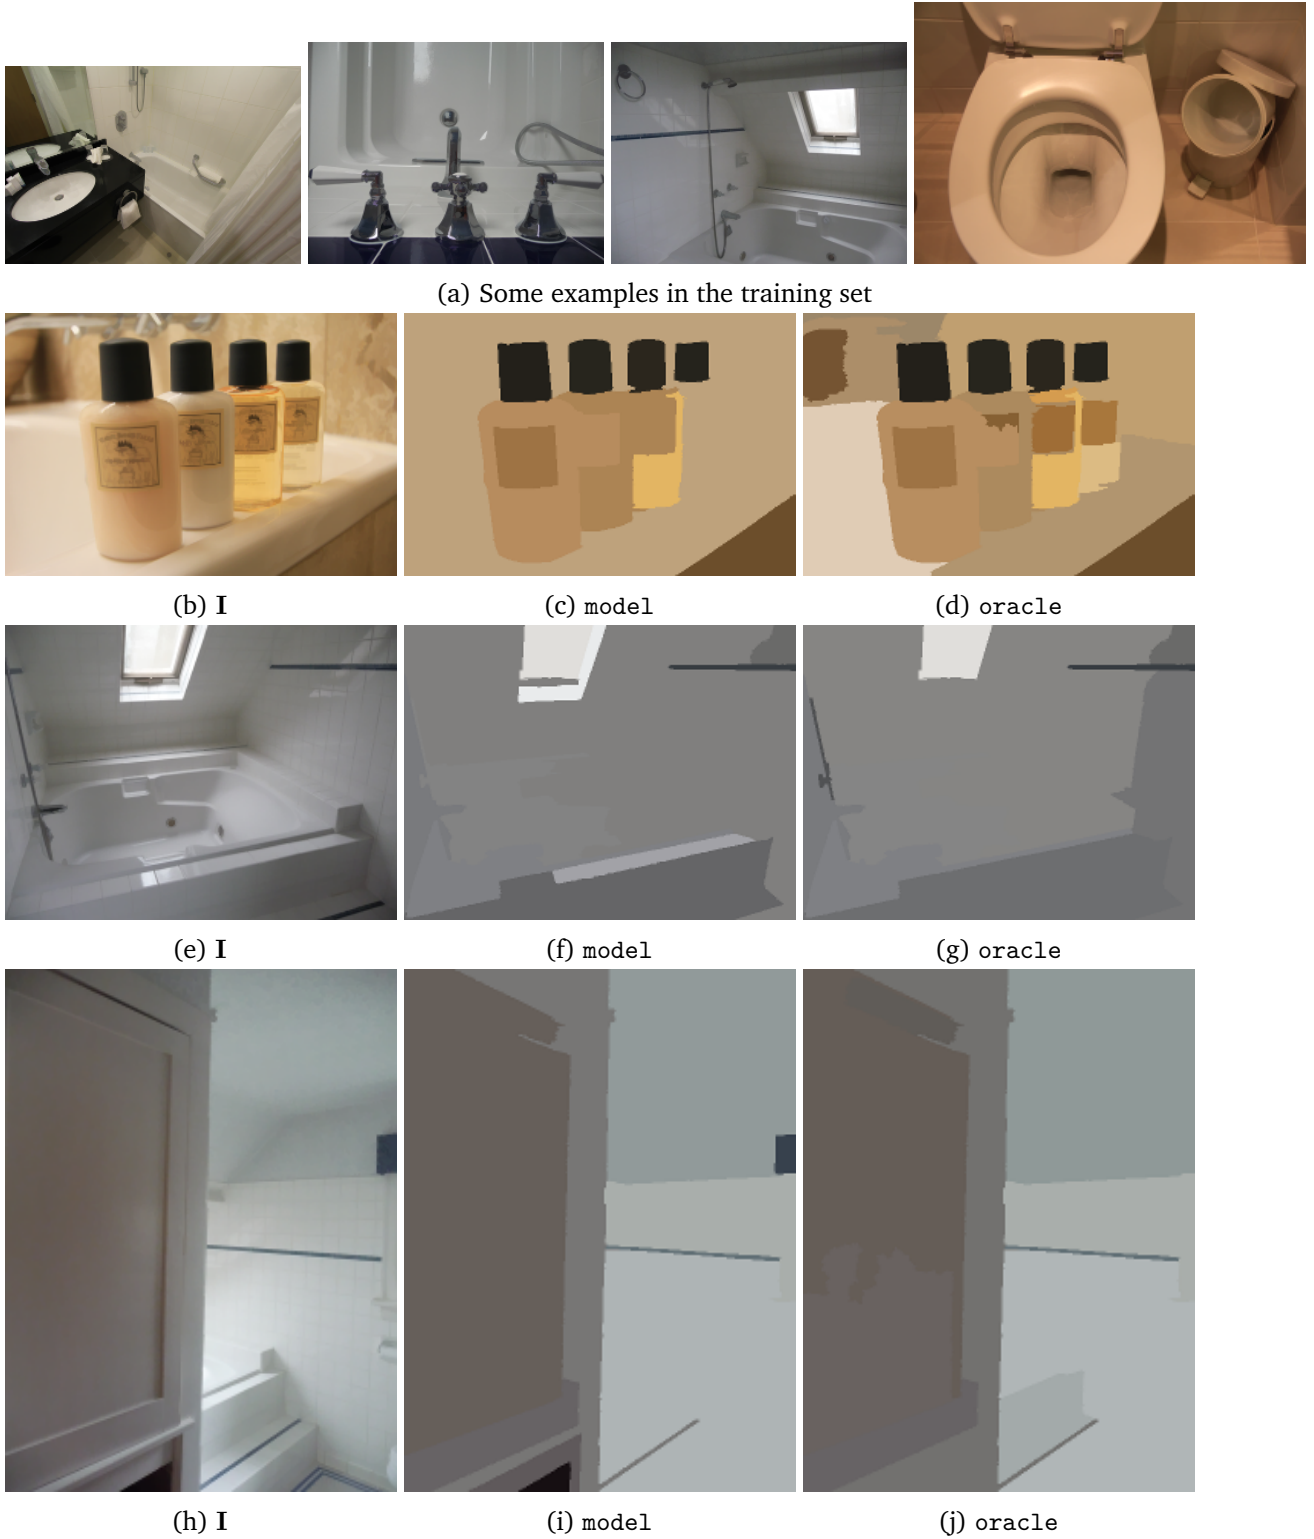 (a) Some examples in the training set
(b) I
(c) model
(d) oracle
(e) I
(f) model
(g) oracle
(h) I
(i) model
(j) oracle